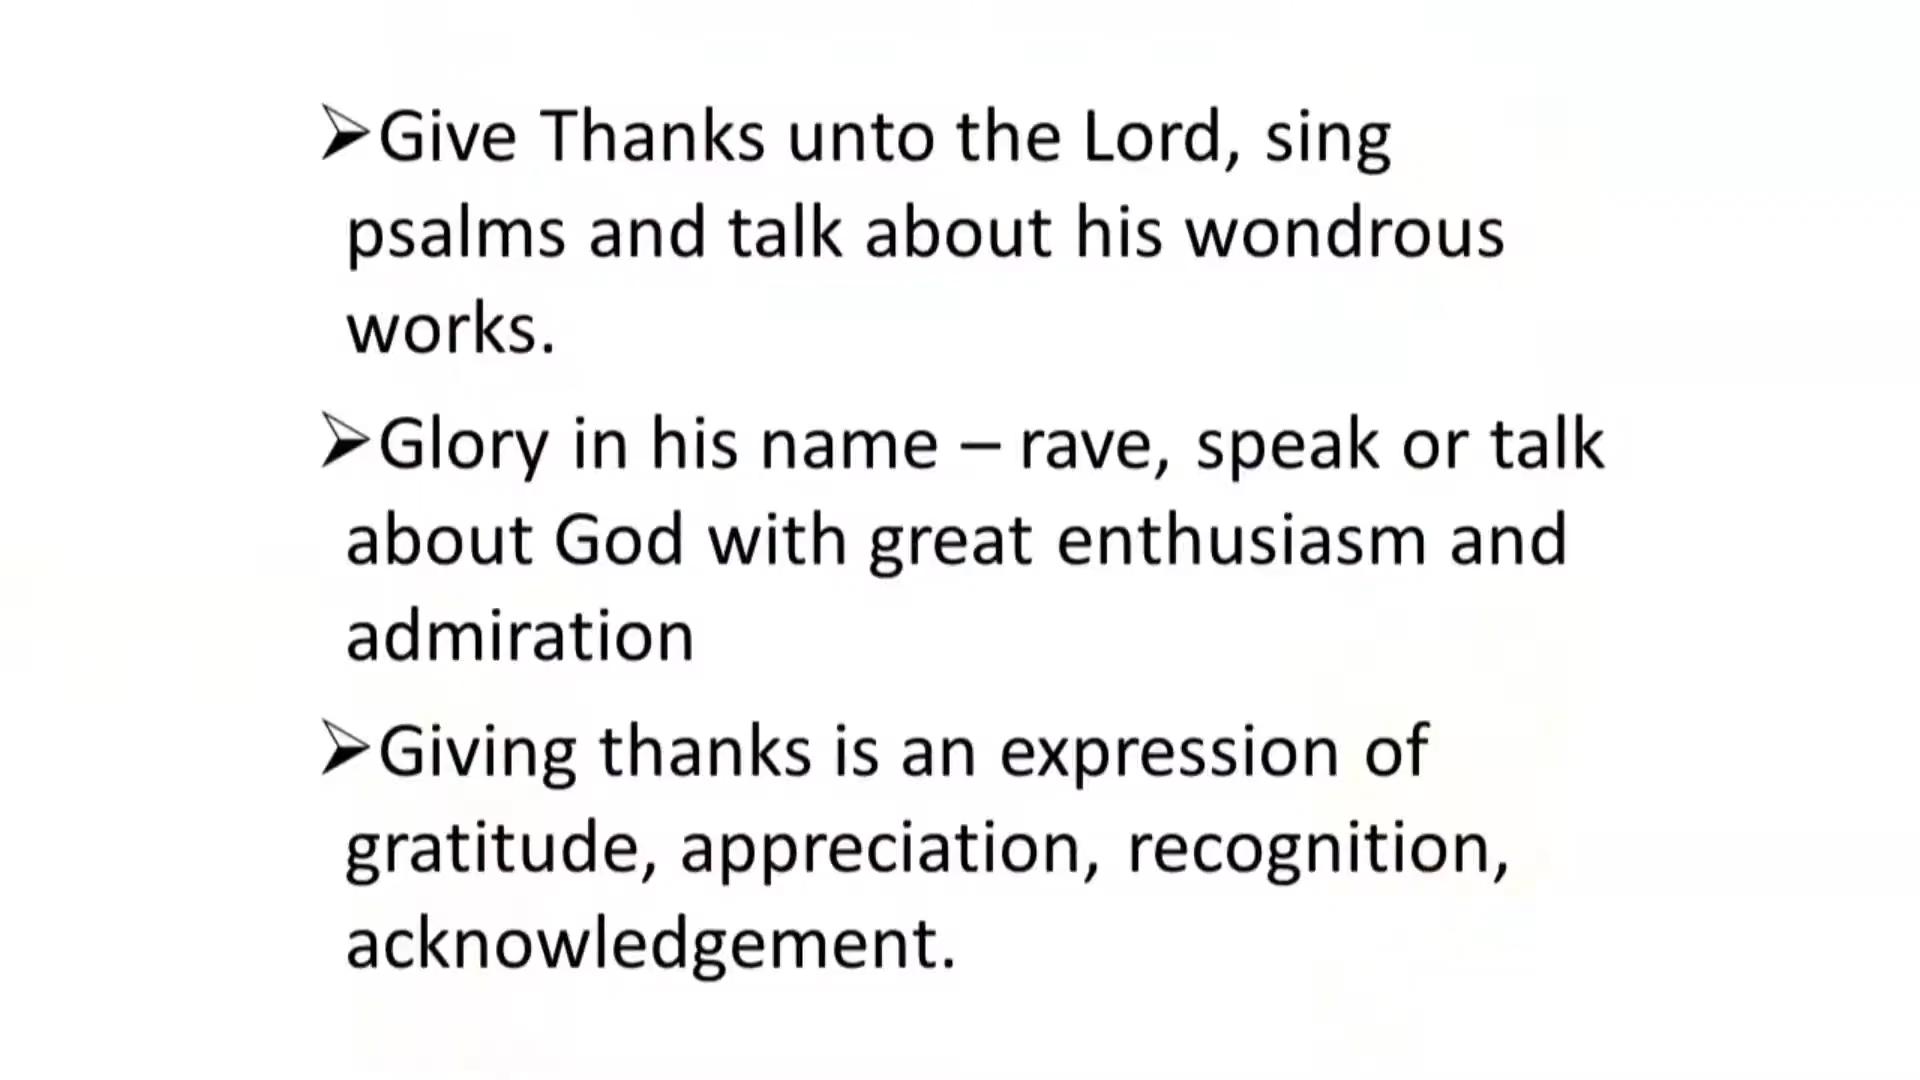 ➢Give Thanks unto the Lord, sing
psalms and talk about his wondrous
works.
➢Glory in his name – rave, speak or talk
about God with great enthusiasm and
admiration
➢Giving thanks is an expression of
gratitude, appreciation, recognition,
acknowledgement.